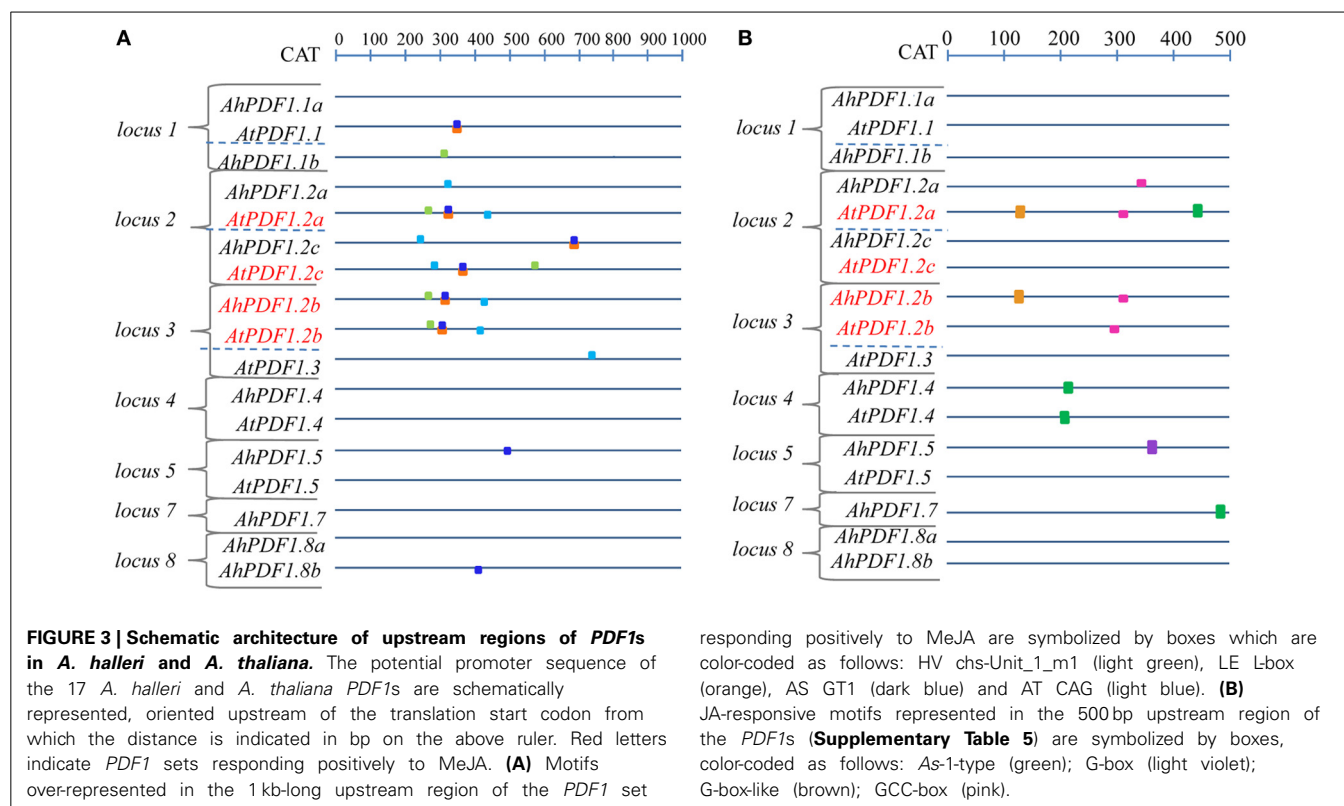 A
CAT
0 100 200 300 400 500 600 700 800 900 1000
locus 1
AhPDF1.1a
AtPDF1.1
AhPDF1.1b
locus 2
AhPDF1.2a
AtPDF1.2a
AhPDF1.2c
AtPDF1.2c
locus 3
AhPDF1.2b
AtPDF1.2b
AtPDF1.3
locus 4
AhPDF1.4
AtPDF1.4
locus 5
AhPDF1.5
AtPDF1.5
locus 7
AhPDF1.7
locus 8
AhPDF1.8a
AhPDF1.8b
B
CAT
0 100 200 300 400 500
locus 1
AhPDF1.1a
AtPDF1.1
AhPDF1.1b
locus 2
AhPDF1.2a
AtPDF1.2a
AhPDF1.2c
AtPDF1.2c
locus 3
AhPDF1.2b
AtPDF1.2b
AtPDF1.3
locus 4
AhPDF1.4
AtPDF1.4
locus 5
AhPDF1.5
AtPDF1.5
locus 7
AhPDF1.7
locus 8
AhPDF1.8a
AhPDF1.8b
FIGURE 3 | Schematic architecture of upstream regions of PDF1s
in A. halleri and A. thaliana. The potential promoter sequence of
the 17 A. halleri and A. thaliana PDF1s are schematically
represented, oriented upstream of the translation start codon from
which the distance is indicated in bp on the above ruler. Red letters
indicate PDF1 sets responding positively to MeJA. (A) Motifs
over-represented in the 1 kb-long upstream region of the PDF1 set
responding positively to MeJA are symbolized by boxes which are
color-coded as follows: HV chs-Unit_1_m1 (light green), LE L-box
(orange), AS GT1 (dark blue) and AT CAG (light blue). (B)
JA-responsive motifs represented in the 500 bp upstream region of
the PDF1s (Supplementary Table 5) are symbolized by boxes,
color-coded as follows: As-1-type (green); G-box (light violet);
G-box-like (brown); GCC-box (pink).